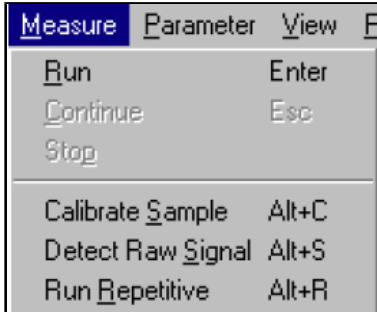 Measure Parameter View
Run Enter
Continue Esc
Stop
Calibrate Sample Alt+C
Detect Raw Signal Alt+S
Run Repetitive Alt+R